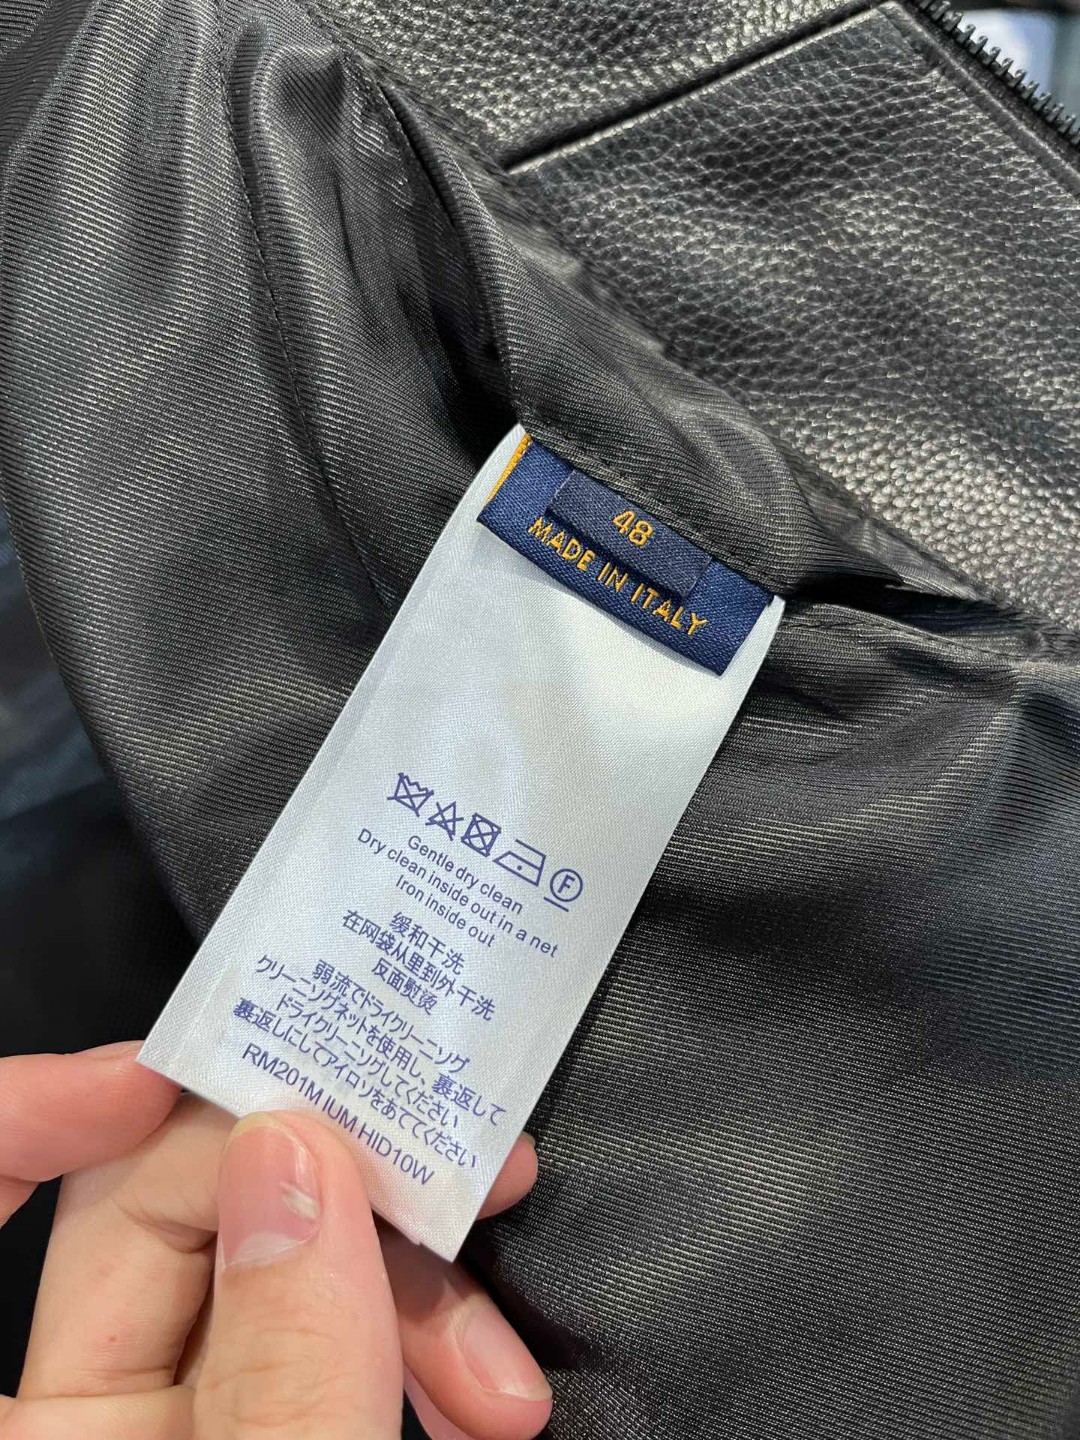 48
MADE IN ITALY
F
Gentle dry clean
Dry clean inside out in a net
Iron inside out
缓和干洗
在网袋从里到外干洗
反面熨烫
弱流でドライクリーニソグ
クリーニソグネットを使用し、裏返して
ドライクリーニソグしてください
裏返しにしてアイロソをあててください
RM201M IUM HID10W